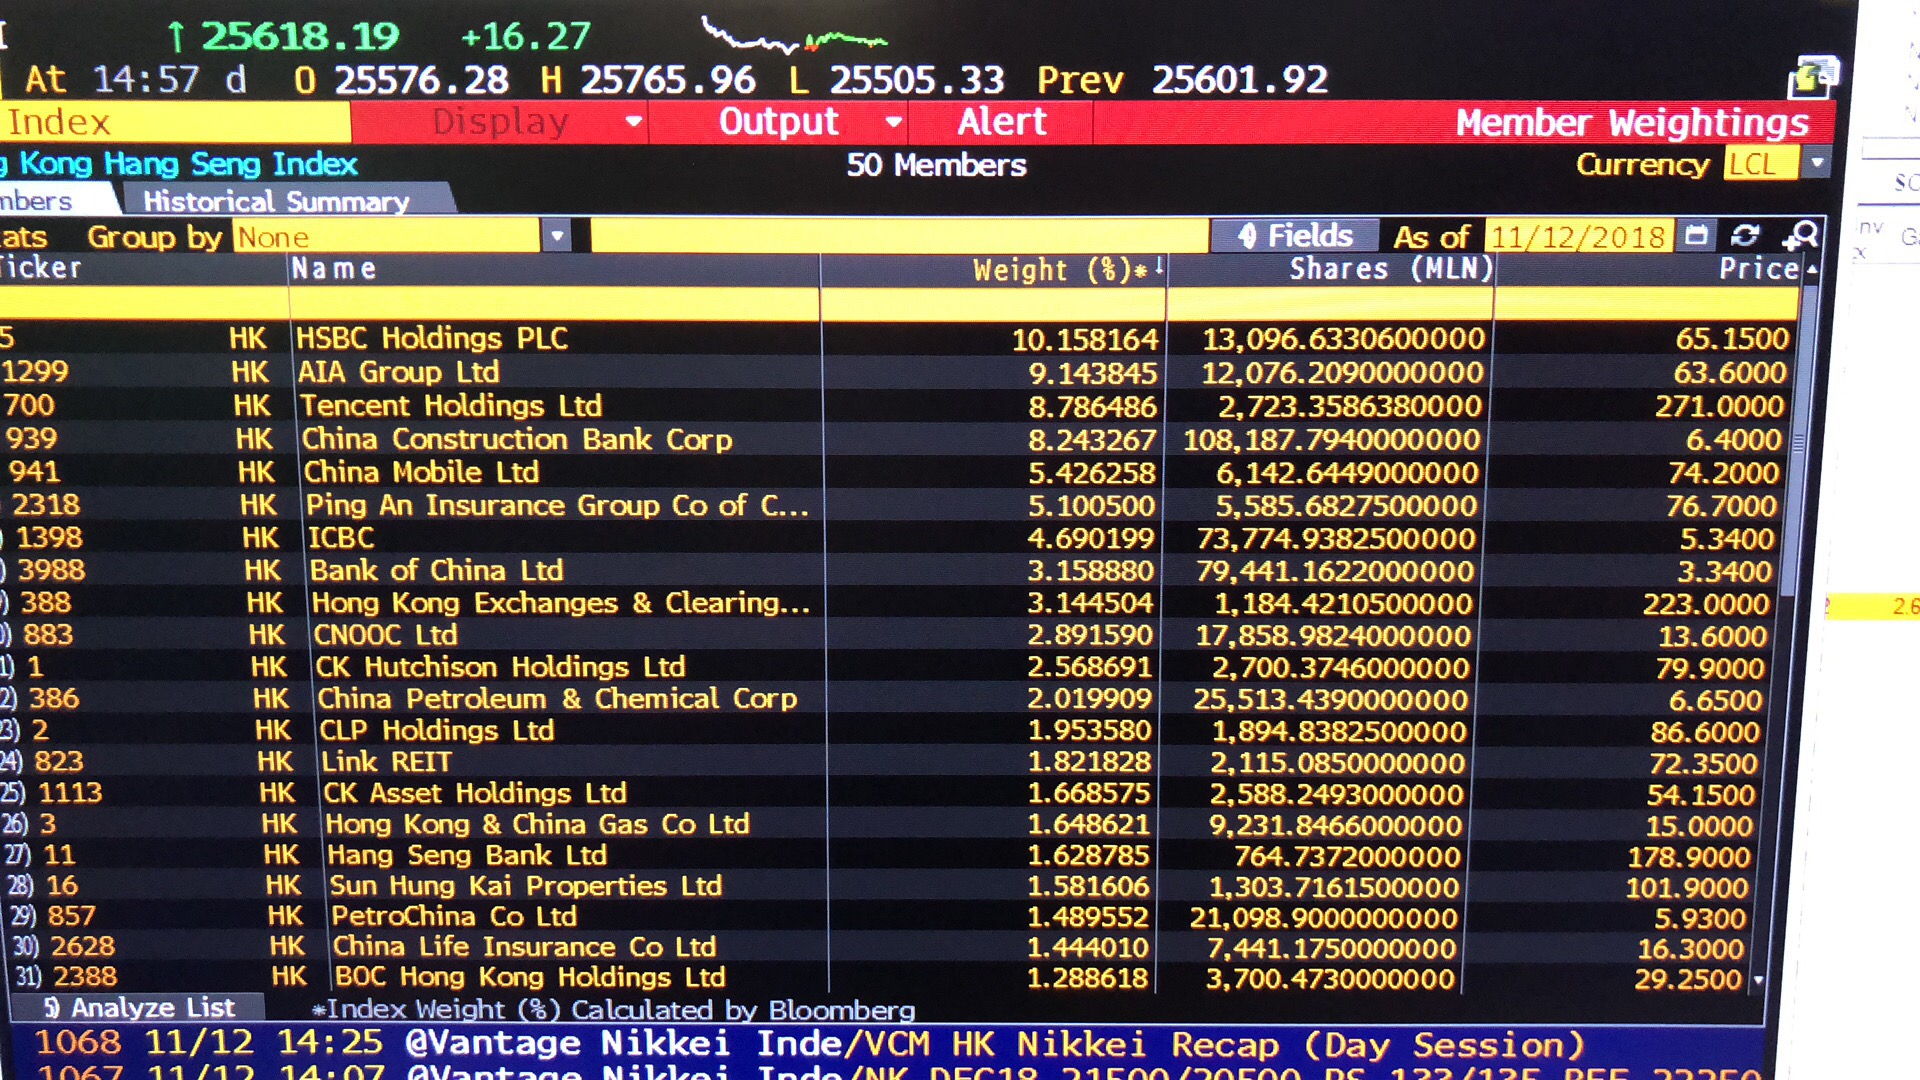 ↑ 25618.19 +16.27
At 14:57 d O 25576.28 H 25765.96 L 25505.33 Prev 25601.92
Index Display Output Alert Member Weightings
Kong Hang Seng Index 50 Members Currency LCL
Historical Summary
Group by None Fields As of 11/12/2018
Ticker Name Weight (%)*↓ Shares (MLN) Price
5 HK HSBC Holdings PLC 10.158164 13,096.6330600000 65.1500
1299 HK AIA Group Ltd 9.143845 12,076.2090000000 63.6000
700 HK Tencent Holdings Ltd 8.786486 2,723.3586380000 271.0000
939 HK China Construction Bank Corp 8.243267 108,187.7940000000 6.4000
941 HK China Mobile Ltd 5.426258 6,142.6449000000 74.2000
2318 HK Ping An Insurance Group Co of C... 5.100500 5,585.6827500000 76.7000
) 1398 HK ICBC 4.690199 73,774.9382500000 5.3400
) 3988 HK Bank of China Ltd 3.158880 79,441.1622000000 3.3400
) 388 HK Hong Kong Exchanges & Clearing... 3.144504 1,184.4210500000 223.0000
0) 883 HK CNOOC Ltd 2.891590 17,858.9824000000 13.6000
1) 1 HK CK Hutchison Holdings Ltd 2.568691 2,700.3746000000 79.9000
2) 386 HK China Petroleum & Chemical Corp 2.019909 25,513.4390000000 6.6500
23) 2 HK CLP Holdings Ltd 1.953580 1,894.8382500000 86.6000
24) 823 HK Link REIT 1.821828 2,115.0850000000 72.3500
25) 1113 HK CK Asset Holdings Ltd 1.668575 2,588.2493000000 54.1500
26) 3 HK Hong Kong & China Gas Co Ltd 1.648621 9,231.8466000000 15.0000
27) 11 HK Hang Seng Bank Ltd 1.628785 764.7372000000 178.9000
28) 16 HK Sun Hung Kai Properties Ltd 1.581606 1,303.7161500000 101.9000
29) 857 HK PetroChina Co Ltd 1.489552 21,098.9000000000 5.9300
30) 2628 HK China Life Insurance Co Ltd 1.444010 7,441.1750000000 16.3000
31) 2388 HK BOC Hong Kong Holdings Ltd 1.288618 3,700.4730000000 29.2500
5) Analyze List *Index Weight (%) Calculated by Bloomberg
1068 11/12 14:25 @Vantage Nikkei Inde/VCM HK Nikkei Recap (Day Session)
1067 11/12 14:07 @Vantage Nikkei